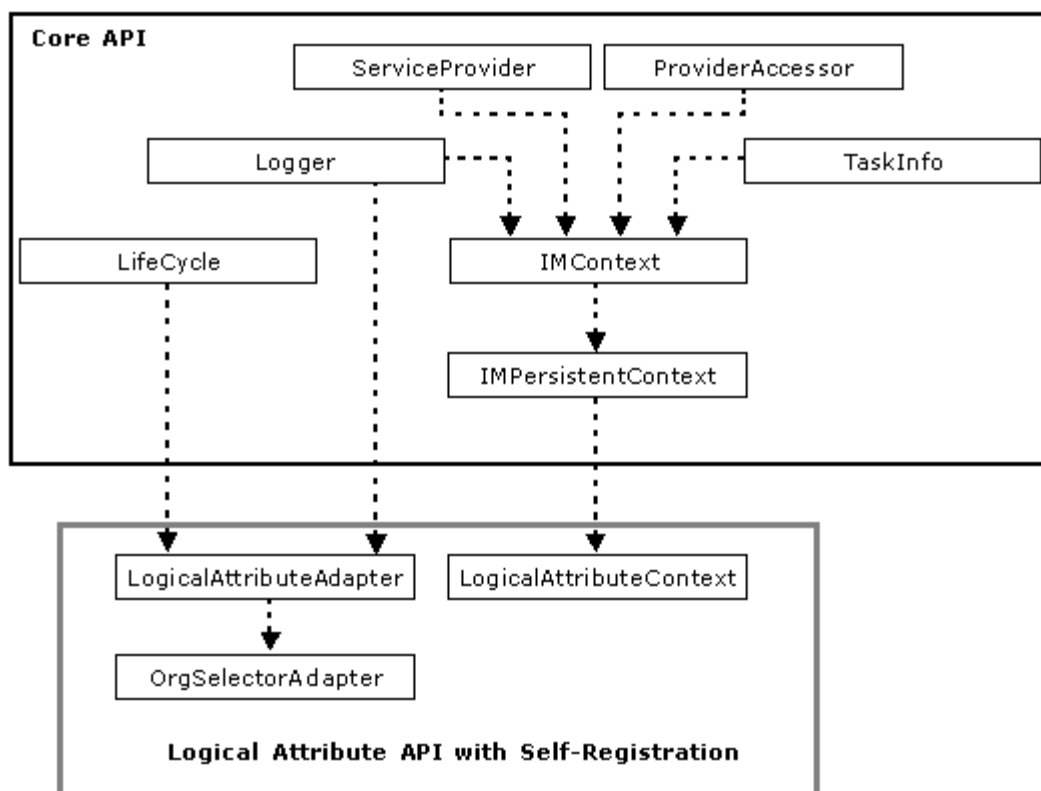 Core API
ServiceProvider
ProviderAccessor
Logger
TaskInfo
LifeCycle
IMContext
IMPersistentContext
LogicalAttributeAdapter
LogicalAttributeContext
OrgSelectorAdapter
Logical Attribute API with Self-Registration